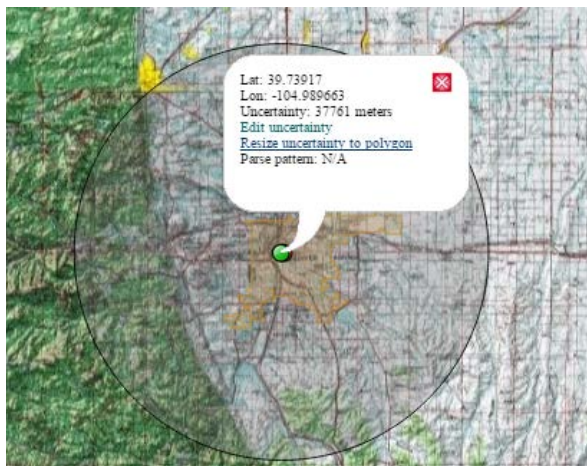 Lat: 39.73917
Lon: -104.989663
Uncertainty: 37761 meters
Edit uncertainty
Resize uncertainty to polygon
Parse pattern: N/A